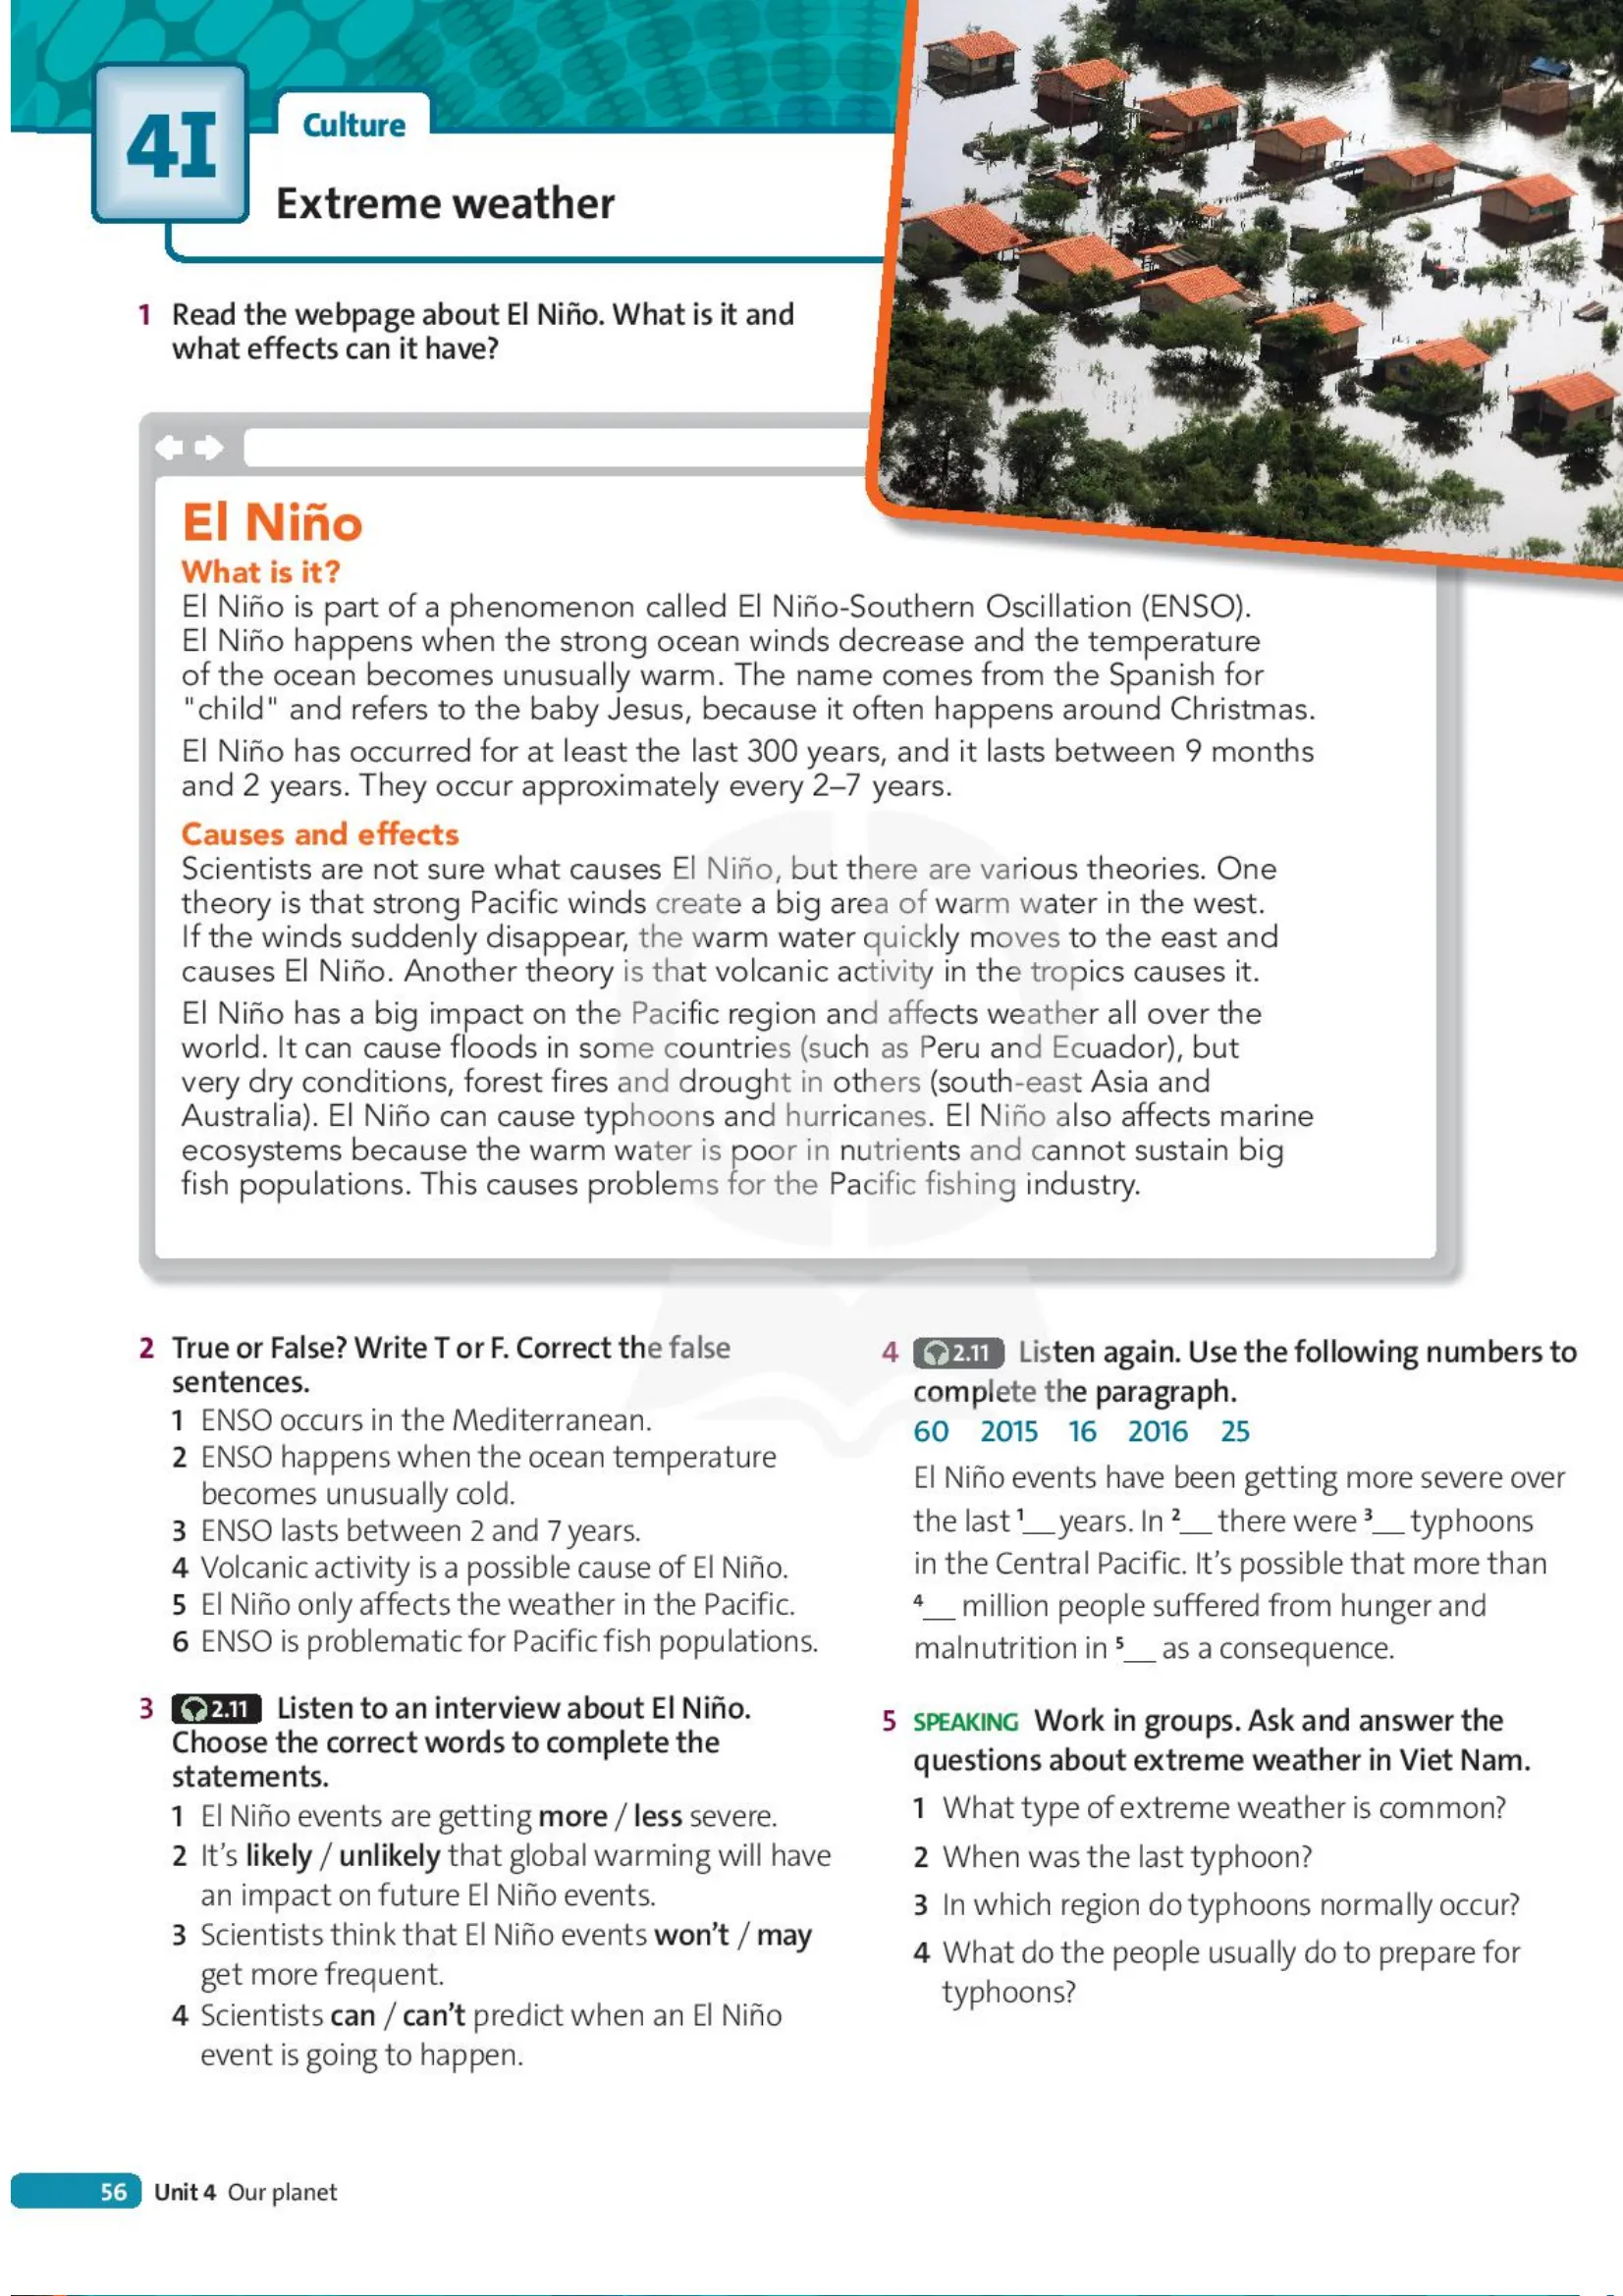 4I
Culture
Extreme weather
1 Read the webpage about El Niño. What is it and
what effects can it have?
El Niño
What is it?
El Niño is part of a phenomenon called El Niño-Southern Oscillation (ENSO).
El Niño happens when the strong ocean winds decrease and the temperature
of the ocean becomes unusually warm. The name comes from the Spanish for
"child" and refers to the baby Jesus, because it often happens around Christmas.
El Niño has occurred for at least the last 300 years, and it lasts between 9 months
and 2 years. They occur approximately every 2–7 years.
Causes and effects
Scientists are not sure what causes El Niño, but there are various theories. One
theory is that strong Pacific winds create a big area of warm water in the west.
If the winds suddenly disappear, the warm water quickly moves to the east and
causes El Niño. Another theory is that volcanic activity in the tropics causes it.
El Niño has a big impact on the Pacific region and affects weather all over the
world. It can cause floods in some countries (such as Peru and Ecuador), but
very dry conditions, forest fires and drought in others (south-east Asia and
Australia). El Niño can cause typhoons and hurricanes. El Niño also affects marine
ecosystems because the warm water is poor in nutrients and cannot sustain big
fish populations. This causes problems for the Pacific fishing industry.
2 True or False? Write T or F. Correct the false
sentences.
1 ENSO occurs in the Mediterranean.
2 ENSO happens when the ocean temperature
becomes unusually cold.
3 ENSO lasts between 2 and 7 years.
4 Volcanic activity is a possible cause of El Niño.
5 El Niño only affects the weather in the Pacific.
6 ENSO is problematic for Pacific fish populations.
3 2.11 Listen to an interview about El Niño.
Choose the correct words to complete the
statements.
1 El Niño events are getting more / less severe.
2 It's likely / unlikely that global warming will have
an impact on future El Niño events.
3 Scientists think that El Niño events won't / may
get more frequent.
4 Scientists can / can't predict when an El Niño
event is going to happen.
4 2.11 Listen again. Use the following numbers to
complete the paragraph.
60 2015 16 2016 25
El Niño events have been getting more severe over
the last 1__ years. In 2__ there were 3__ typhoons
in the Central Pacific. It's possible that more than
4__ million people suffered from hunger and
malnutrition in 5__ as a consequence.
5 SPEAKING Work in groups. Ask and answer the
questions about extreme weather in Viet Nam.
1 What type of extreme weather is common?
2 When was the last typhoon?
3 In which region do typhoons normally occur?
4 What do the people usually do to prepare for
typhoons?
56 Unit 4 Our planet